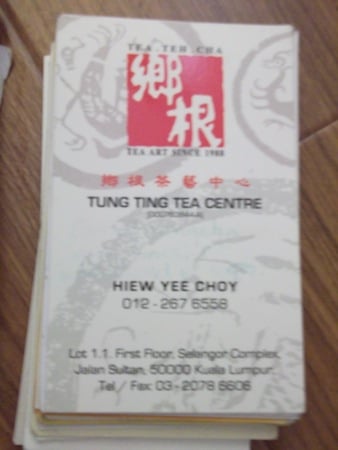 TEA . TEH . CHA
鄉根
TEA ART SINCE 1988
鄉根茶藝中心
TUNG TING TEA CENTRE
HIEW YEE CHOY
012 - 267 6558
Lot 1.1. First Floor, Selangor Complex,
Jalan Sultan, 50000 Kuala Lumpur.
Tel / Fax: 03 - 2078 6606